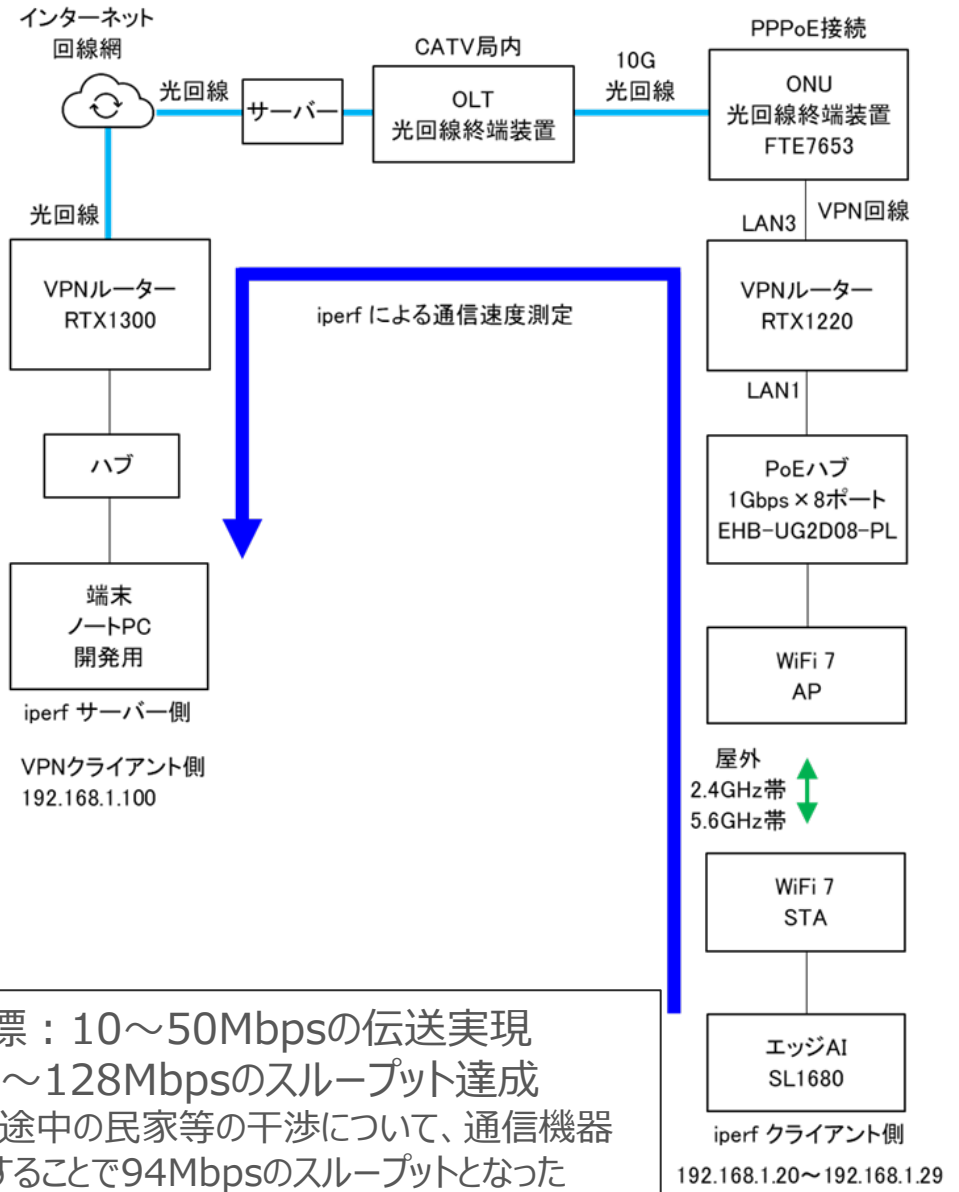 インターネット
回線網
光回線
サーバー
CATV局内
OLT
光回線終端装置
10G
光回線
PPPoE接続
ONU
光回線終端装置
FTE7653
光回線
LAN3
VPN回線
VPNルーター
RTX1300
iperf による通信速度測定
VPNルーター
RTX1220
LAN1
ハブ
PoEハブ
1Gbps×8ポート
EHB-UG2D08-PL
端末
ノートPC
開発用
iperf サーバー側
VPNクライアント側
192.168.1.100
WiFi 7
AP
屋外
2.4GHz帯
5.6GHz帯
WiFi 7
STA
エッジAI
SL1680
iperf クライアント側
192.168.1.20～192.168.1.29
標：10～50Mbpsの伝送実現
～128Mbpsのスループット達成
途中の民家等の干渉について、通信機器
することで94Mbpsのスループットとなった